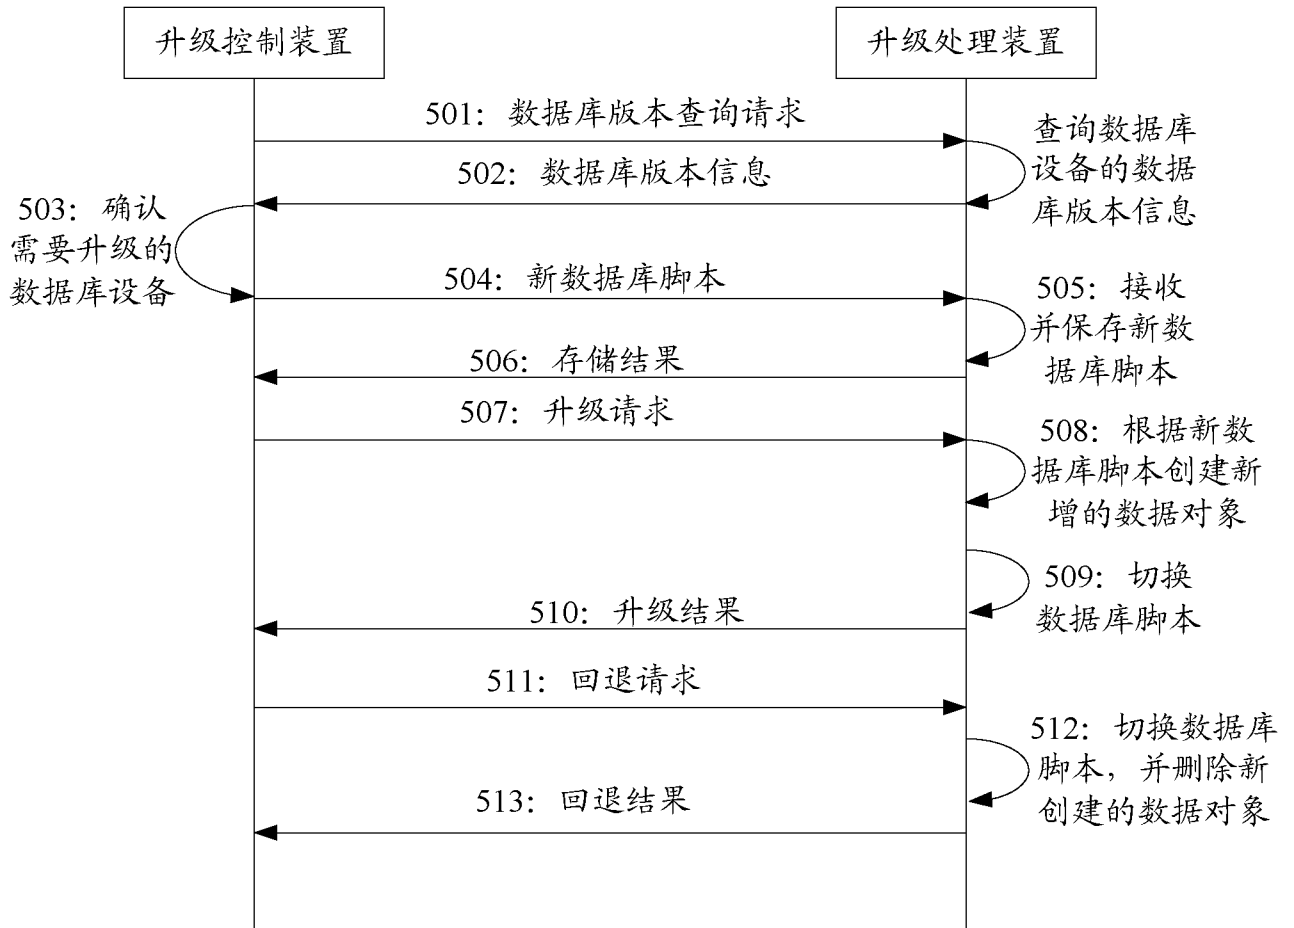 升级控制装置
升级处理装置
501：数据库版本查询请求
查询数据库
设备的数据
库版本信息
502：数据库版本信息
503：确认
需要升级的
数据库设备
504：新数据库脚本
505：接收
并保存新数
据库脚本
506：存储结果
507：升级请求
508：根据新数
据库脚本创建新
增的数据对象
509：切换
数据库脚本
510：升级结果
511：回退请求
512：切换数据库
脚本，并删除新
创建的数据对象
513：回退结果